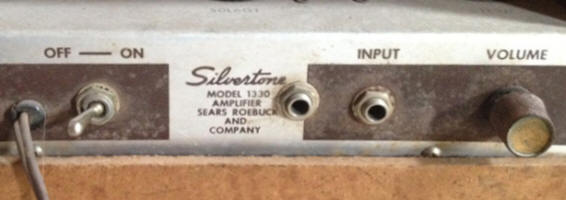 OFF — ON
Silvertone
MODEL 1330
AMPLIFIER
SEARS ROEBUCK
AND
COMPANY
INPUT
VOLUME